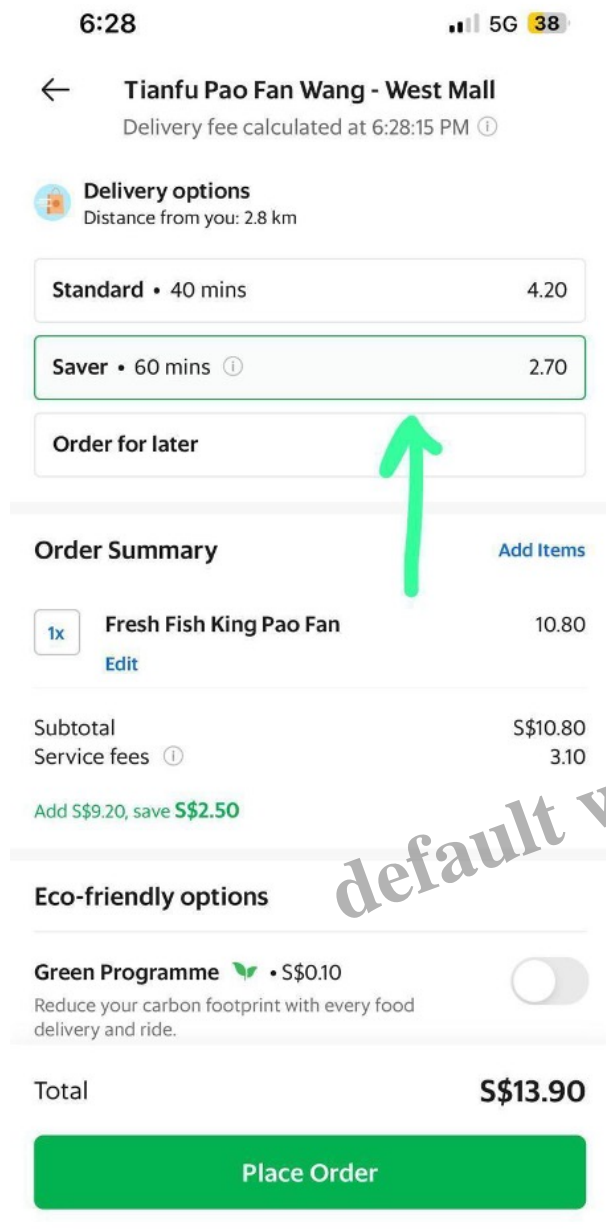 6:28 5G 38
Tianfu Pao Fan Wang - West Mall
Delivery fee calculated at 6:28:15 PM
Delivery options
Distance from you: 2.8 km
Standard • 40 mins 4.20
Saver • 60 mins 2.70
Order for later
Order Summary Add Items
1x Fresh Fish King Pao Fan 10.80
Edit
Subtotal S$10.80
Service fees 3.10
Add S$9.20, save S$2.50
default
Eco-friendly options
Green Programme • S$0.10
Reduce your carbon footprint with every food
delivery and ride.
Total S$13.90
Place Order